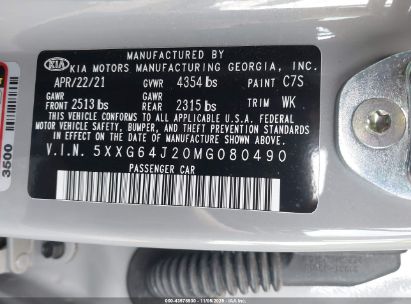 MANUFACTURED BY
KIA KIA MOTORS MANUFACTURING GEORGIA, INC.
APR/22/21 GVWR 4354 lbs PAINT C7S
GAWR GAWR
FRONT 2513 lbs REAR 2315 lbs TRIM WK
THIS VEHICLE CONFORMS TO ALL APPLICABLE U.S.A. FEDERAL
MOTOR VEHICLE SAFETY, BUMPER, AND THEFT PREVENTION STANDARDS
IN EFFECT ON THE DATE OF MANUFACTURE SHOWN ABOVE.
V.I.N. 5XXG64J20MG080490
PASSENGER CAR
3500